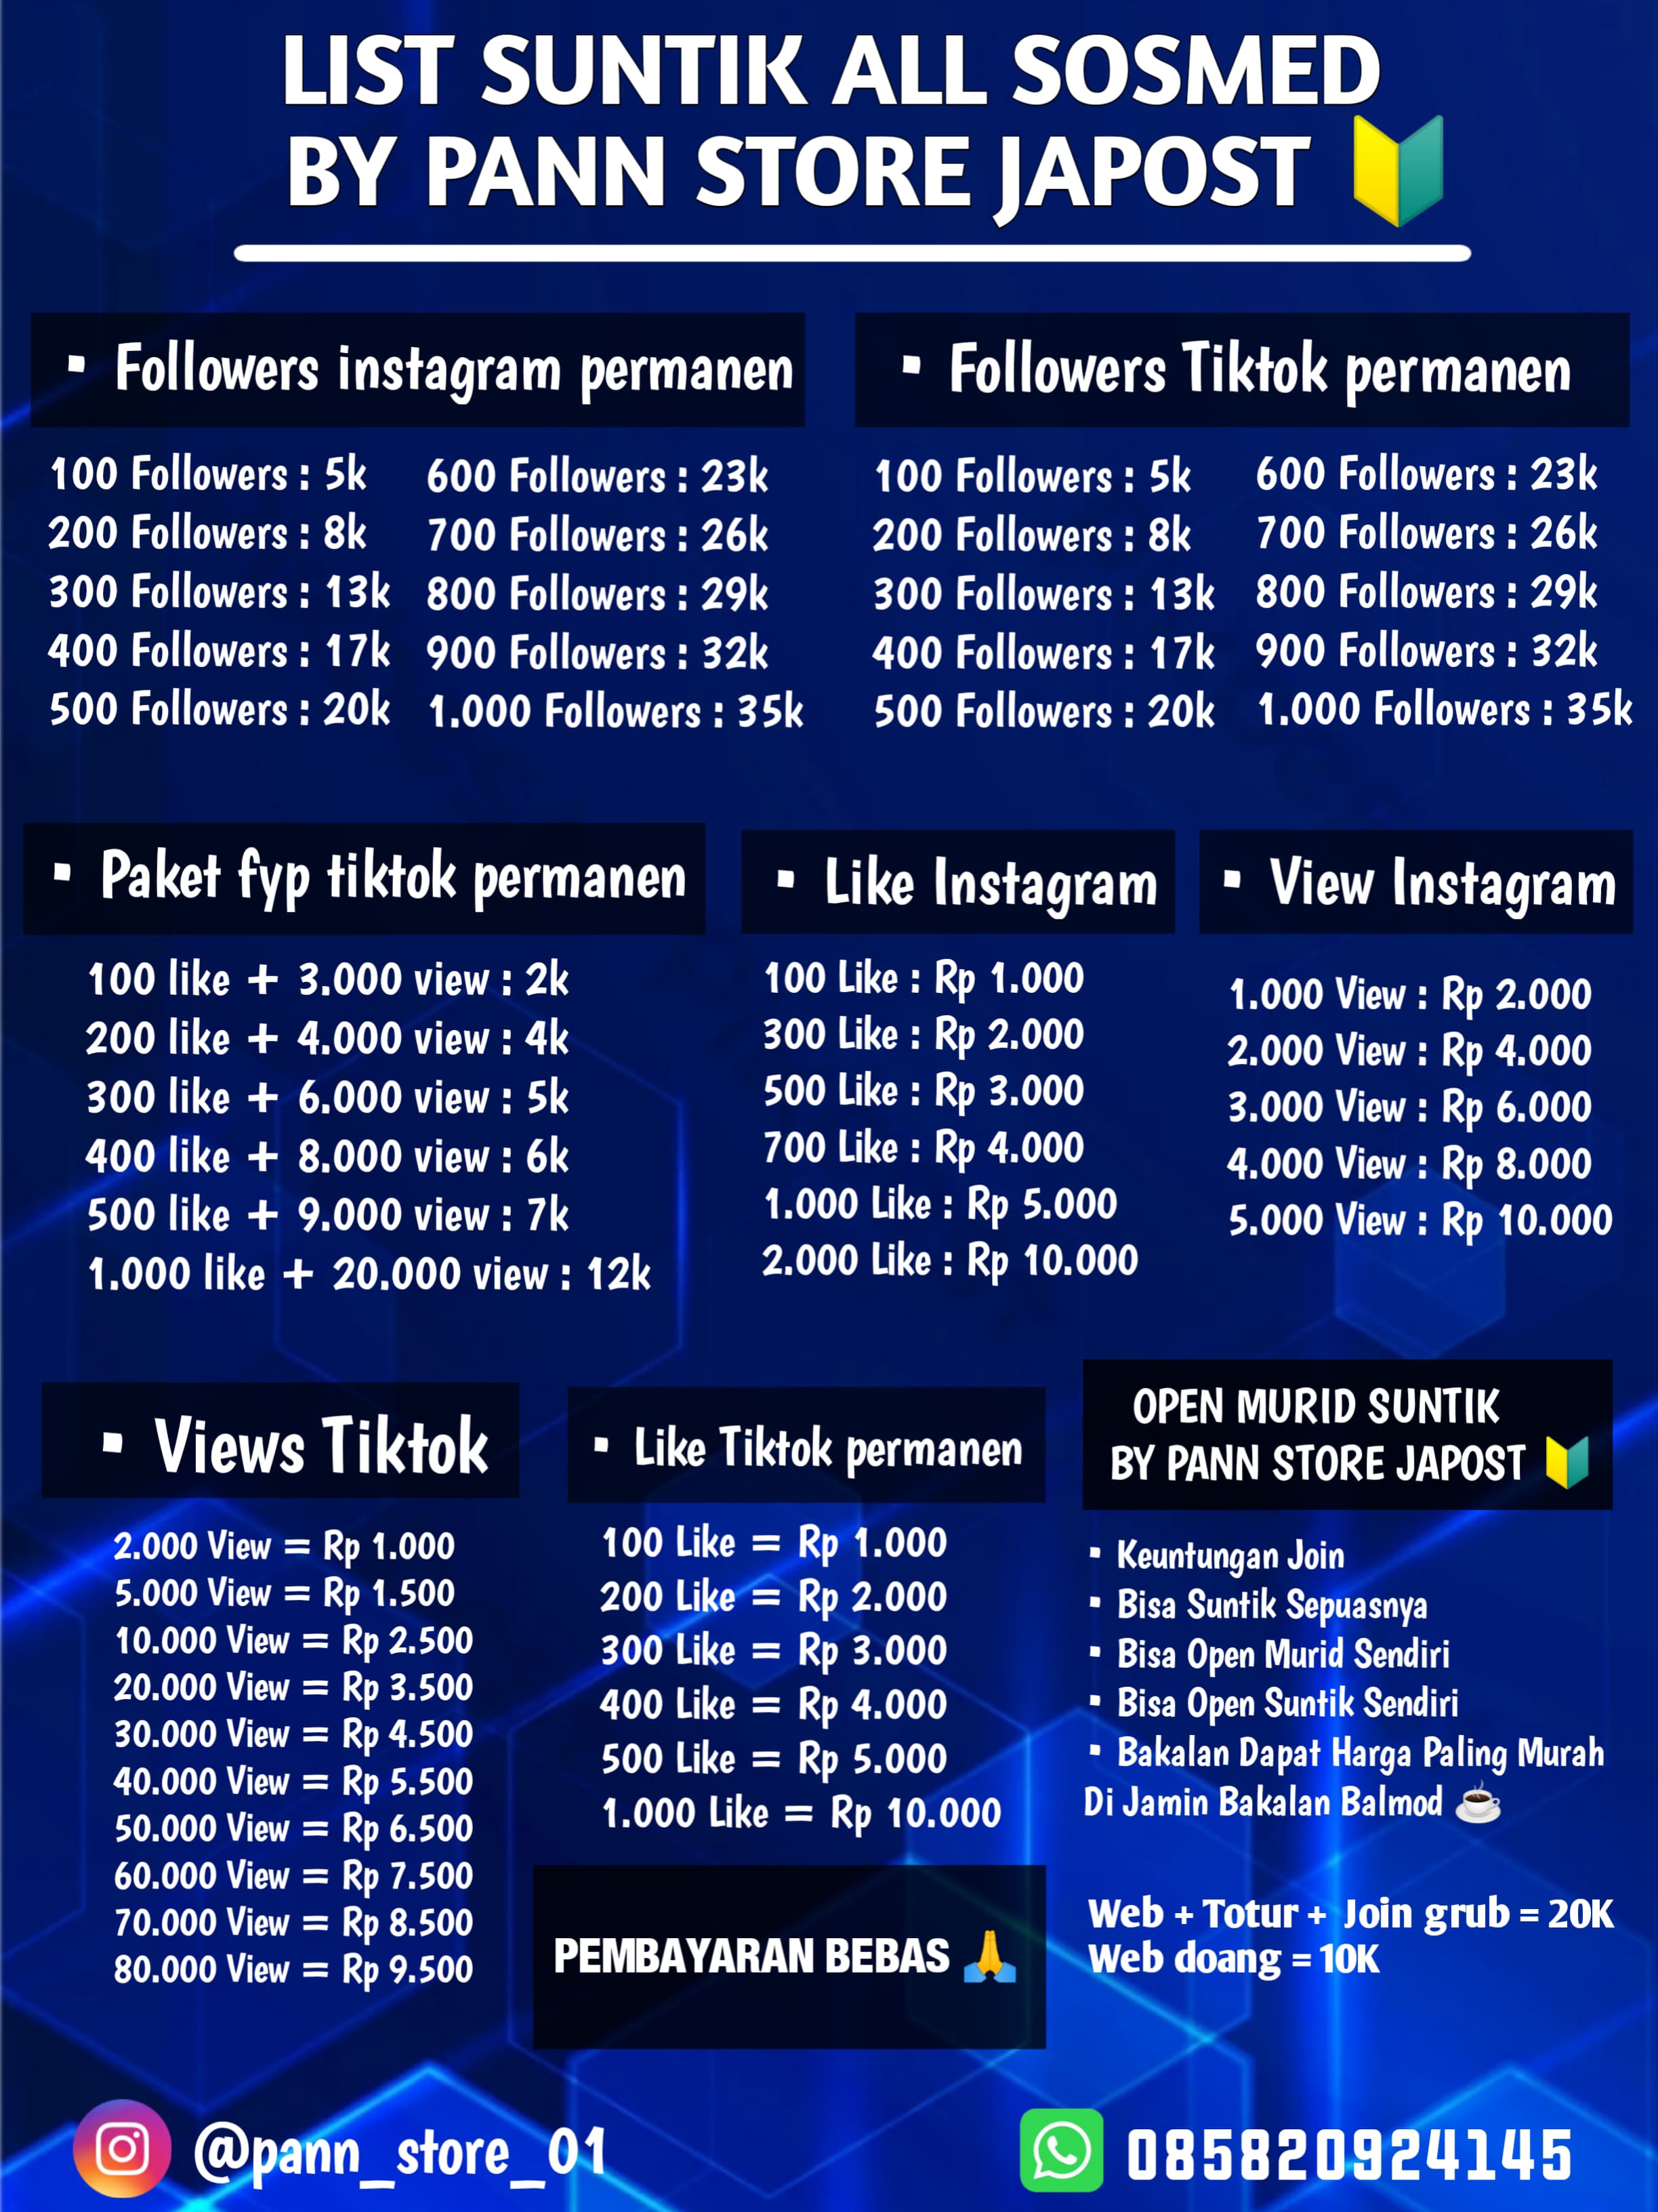 LIST SUNTIK ALL SOSMED
BY PANN STORE JAPOST 🔰
▪ Followers instagram permanen
100 Followers : 5k
200 Followers : 8k
300 Followers : 13k
400 Followers : 17k
500 Followers : 20k
600 Followers : 23k
700 Followers : 26k
800 Followers : 29k
900 Followers : 32k
1.000 Followers : 35k
▪ Followers Tiktok permanen
100 Followers : 5k
200 Followers : 8k
300 Followers : 13k
400 Followers : 17k
500 Followers : 20k
600 Followers : 23k
700 Followers : 26k
800 Followers : 29k
900 Followers : 32k
1.000 Followers : 35k
▪ Paket fyp tiktok permanen
100 like + 3.000 view : 2k
200 like + 4.000 view : 4k
300 like + 6.000 view : 5k
400 like + 8.000 view : 6k
500 like + 9.000 view : 7k
1.000 like + 20.000 view : 12k
▪ Like Instagram
100 Like : Rp 1.000
300 Like : Rp 2.000
500 Like : Rp 3.000
700 Like : Rp 4.000
1.000 Like : Rp 5.000
2.000 Like : Rp 10.000
▪ View Instagram
1.000 View : Rp 2.000
2.000 View : Rp 4.000
3.000 View : Rp 6.000
4.000 View : Rp 8.000
5.000 View : Rp 10.000
▪ Views Tiktok
2.000 View = Rp 1.000
5.000 View = Rp 1.500
10.000 View = Rp 2.500
20.000 View = Rp 3.500
30.000 View = Rp 4.500
40.000 View = Rp 5.500
50.000 View = Rp 6.500
60.000 View = Rp 7.500
70.000 View = Rp 8.500
80.000 View = Rp 9.500
▪ Like Tiktok permanen
100 Like = Rp 1.000
200 Like = Rp 2.000
300 Like = Rp 3.000
400 Like = Rp 4.000
500 Like = Rp 5.000
1.000 Like = Rp 10.000
PEMBAYARAN BEBAS 🙏
OPEN MURID SUNTIK
BY PANN STORE JAPOST 🔰
▪ Keuntungan Join
▪ Bisa Suntik Sepuasnya
▪ Bisa Open Murid Sendiri
▪ Bisa Open Suntik Sendiri
▪ Bakalan Dapat Harga Paling Murah
Di Jamin Bakalan Balmod ☕
Web + Totur + Join grub = 20K
Web doang = 10K
@pann_store_01
085820924145